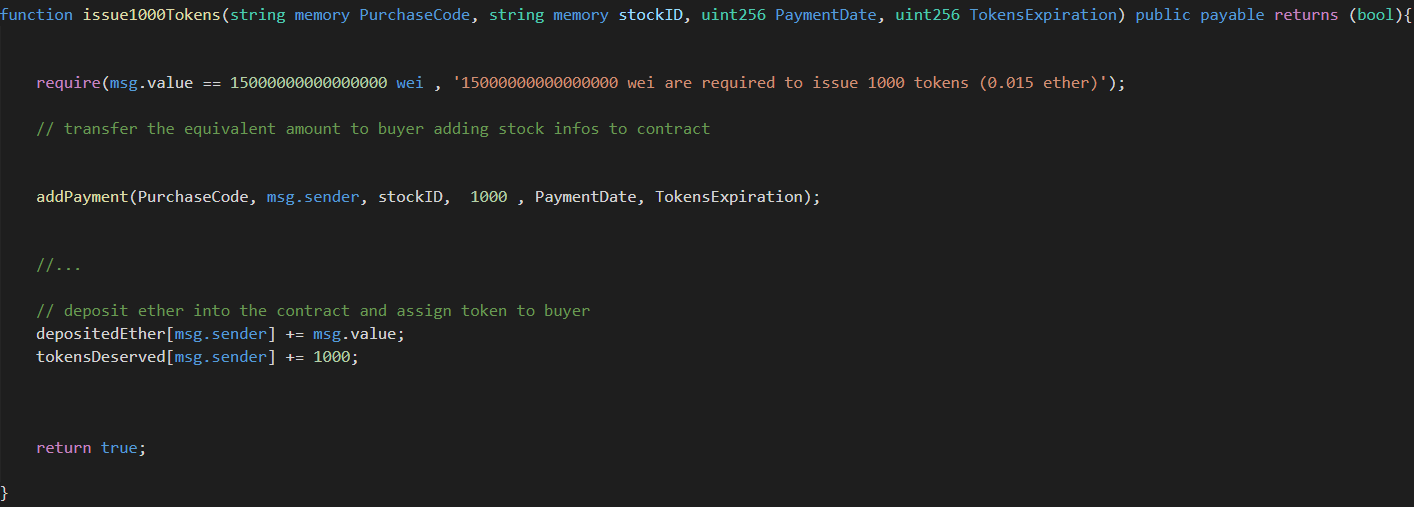 function issue1000Tokens(string memory PurchaseCode, string memory stockID, uint256 PaymentDate, uint256 TokensExpiration) public payable returns (bool){
require(msg.value == 15000000000000000 wei , '15000000000000000 wei are required to issue 1000 tokens (0.015 ether)');
// transfer the equivalent amount to buyer adding stock infos to contract
addPayment(PurchaseCode, msg.sender, stockID,  1000 , PaymentDate, TokensExpiration);
//...
// deposit ether into the contract and assign token to buyer
depositedEther[msg.sender] += msg.value;
tokensDeserved[msg.sender] += 1000;
return true;
}